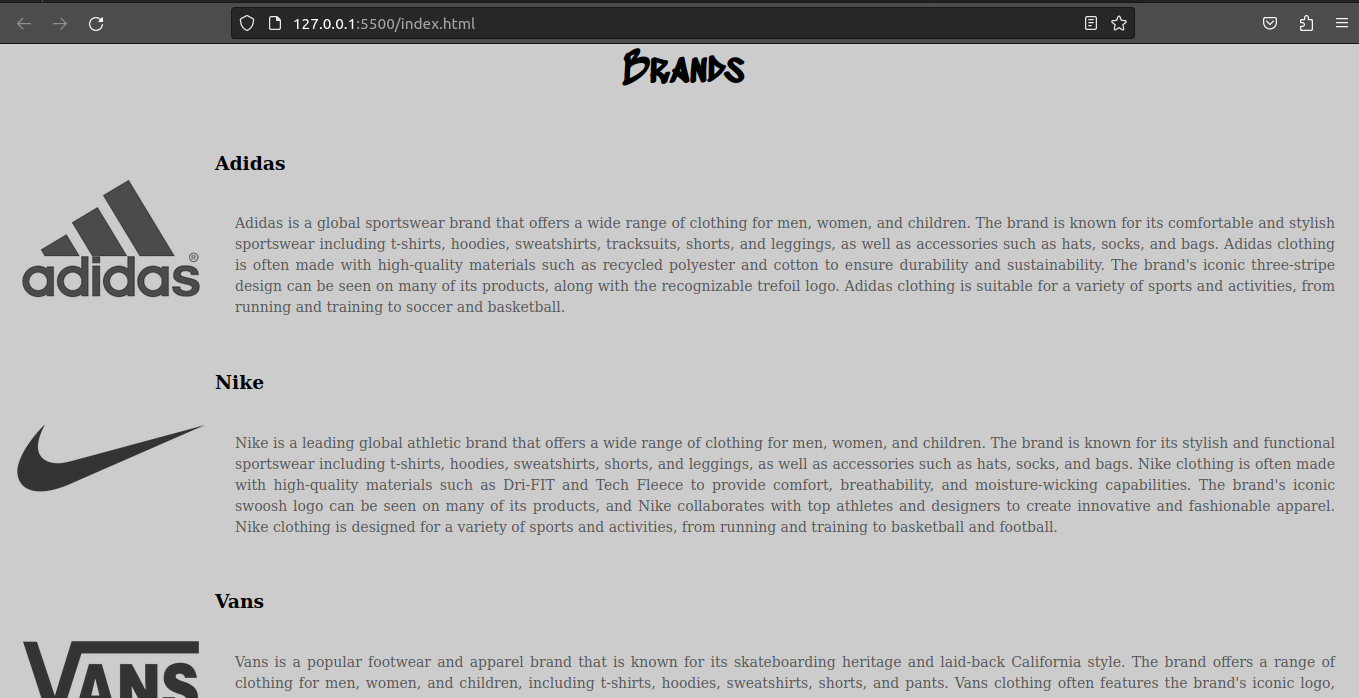 127.0.0.1:5500/index.html
Brands
Adidas
adidas®
Adidas is a global sportswear brand that offers a wide range of clothing for men, women, and children. The brand is known for its comfortable and stylish
sportswear including t-shirts, hoodies, sweatshirts, tracksuits, shorts, and leggings, as well as accessories such as hats, socks, and bags. Adidas clothing
is often made with high-quality materials such as recycled polyester and cotton to ensure durability and sustainability. The brand's iconic three-stripe
design can be seen on many of its products, along with the recognizable trefoil logo. Adidas clothing is suitable for a variety of sports and activities, from
running and training to soccer and basketball.
Nike
Nike is a leading global athletic brand that offers a wide range of clothing for men, women, and children. The brand is known for its stylish and functional
sportswear including t-shirts, hoodies, sweatshirts, shorts, and leggings, as well as accessories such as hats, socks, and bags. Nike clothing is often made
with high-quality materials such as Dri-FIT and Tech Fleece to provide comfort, breathability, and moisture-wicking capabilities. The brand's iconic
swoosh logo can be seen on many of its products, and Nike collaborates with top athletes and designers to create innovative and fashionable apparel.
Nike clothing is designed for a variety of sports and activities, from running and training to basketball and football.
Vans
VANS
Vans is a popular footwear and apparel brand that is known for its skateboarding heritage and laid-back California style. The brand offers a range of
clothing for men, women, and children, including t-shirts, hoodies, sweatshirts, shorts, and pants. Vans clothing often features the brand's iconic logo,